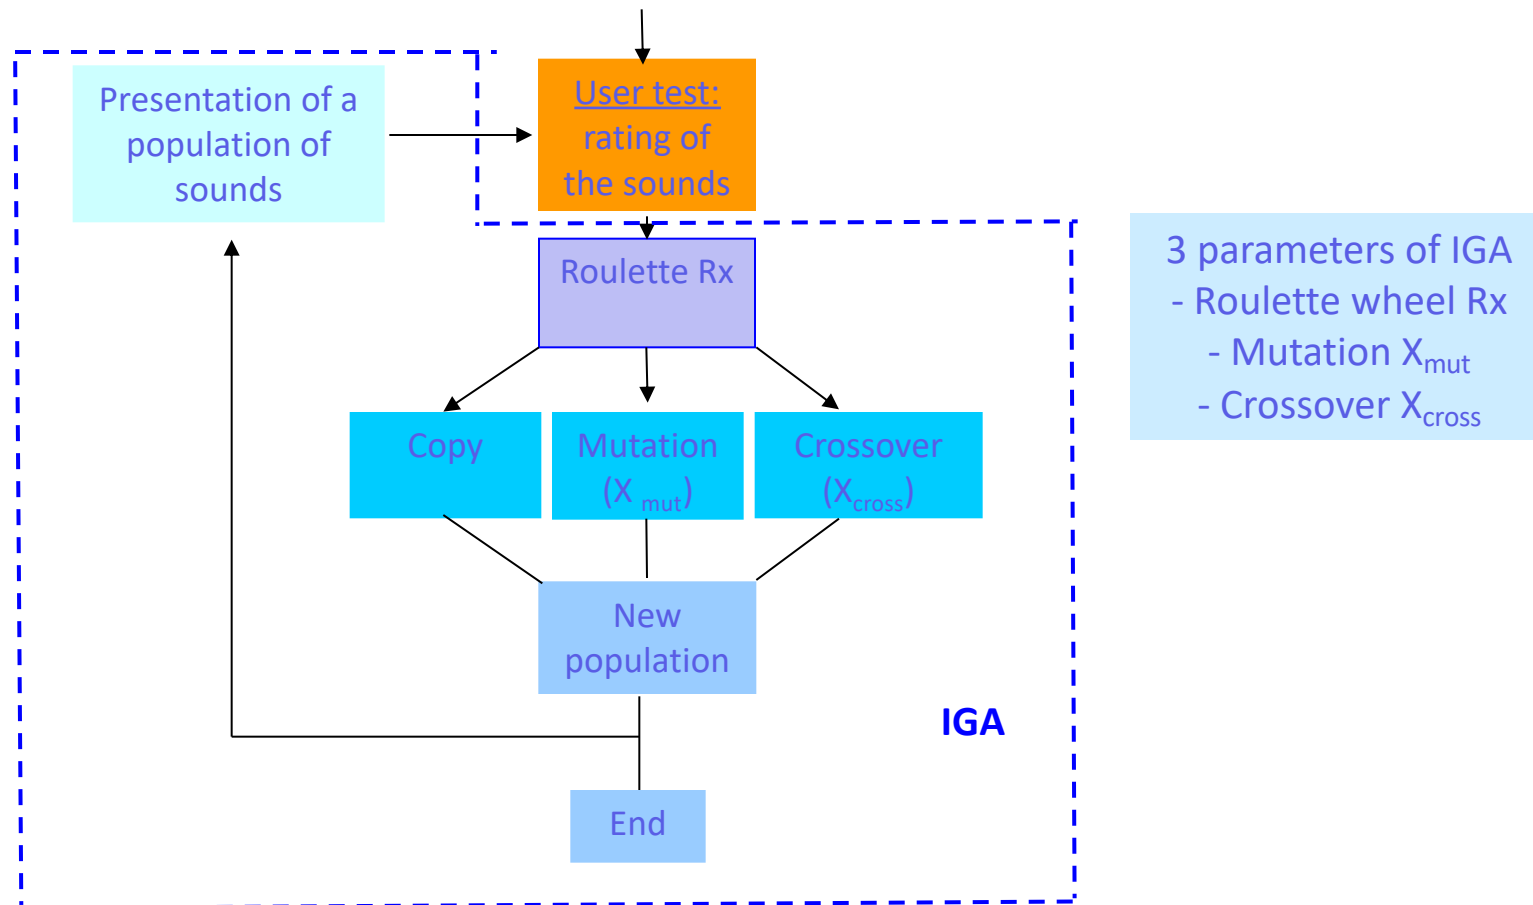 Presentation of a
population of
sounds
User test:
rating of
the sounds
Roulette Rx
Copy
Mutation
(X mut)
Crossover
(Xcross)
New
population
IGA
End
3 parameters of IGA
- Roulette wheel Rx
- Mutation Xmut
- Crossover Xcross